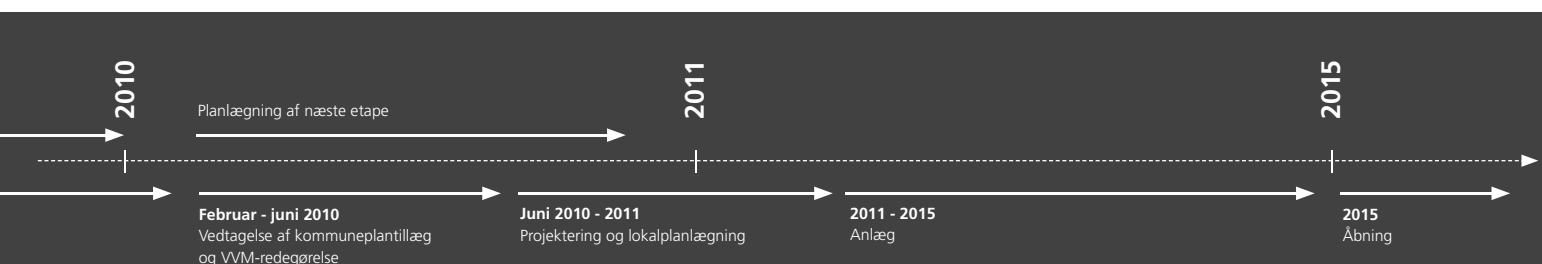 2010
Planlægning af næste etape
2011
2015
Februar - juni 2010
Vedtagelse af kommuneplantillæg
og VVM-redegørelse
Juni 2010 - 2011
Projektering og lokalplanlægning
2011 - 2015
Anlæg
2015
Åbning